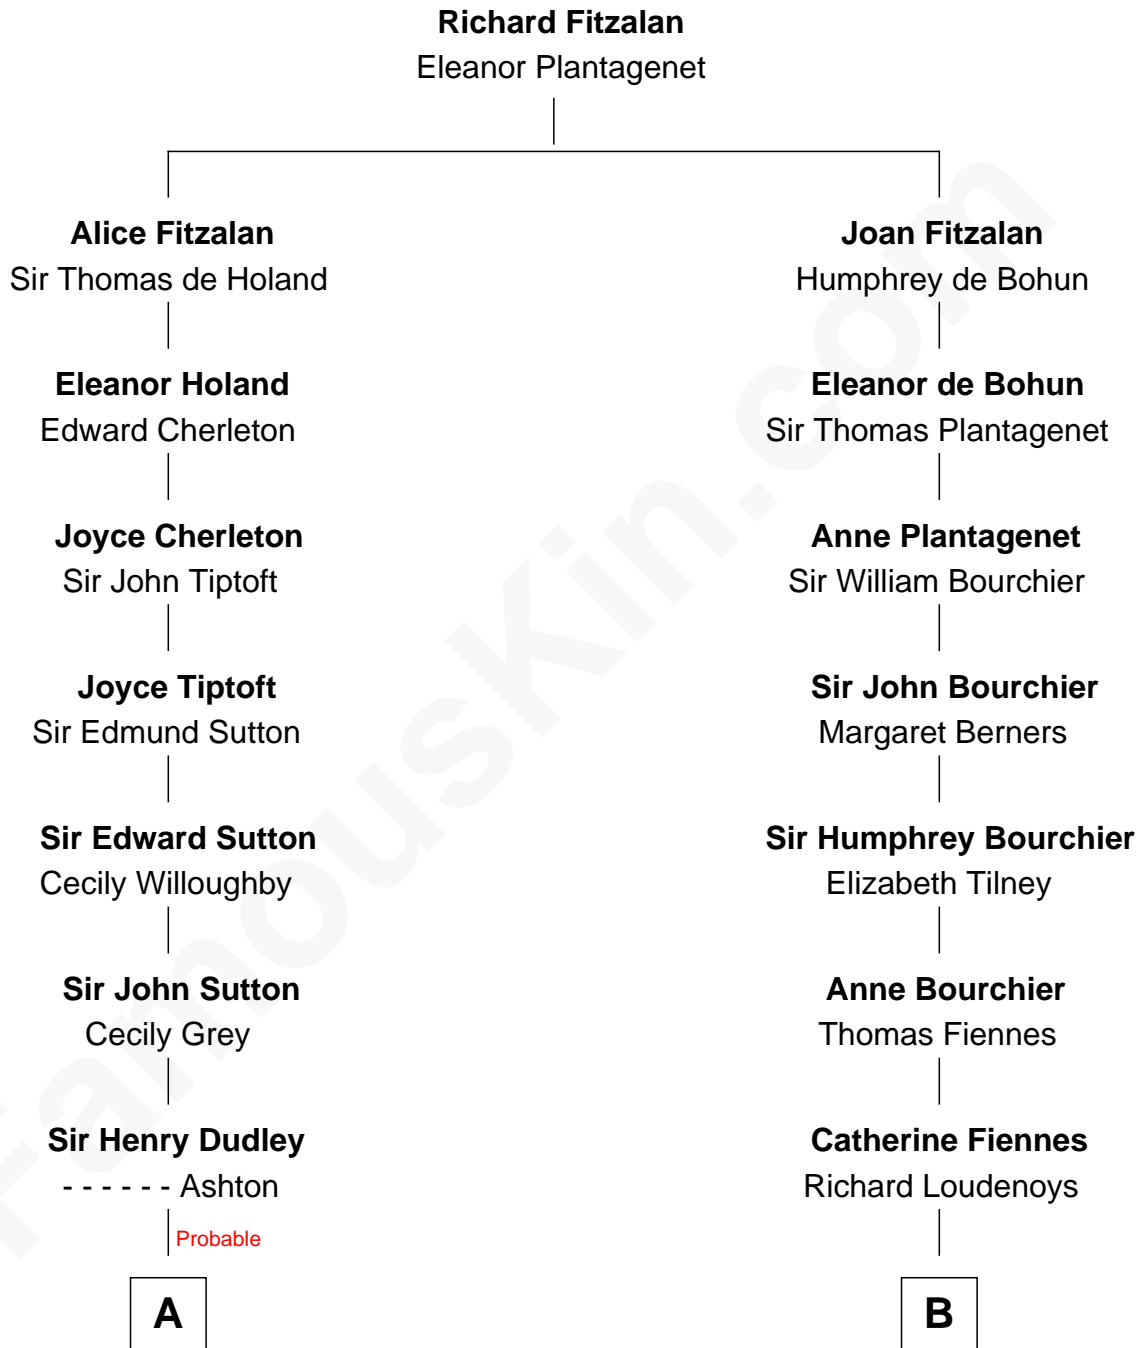 Richard Fitzalan
Eleanor Plantagenet
Alice Fitzalan
Sir Thomas de Holand
Joan Fitzalan
Humphrey de Bohun
Eleanor Holand
Edward Cherleton
Eleanor de Bohun
Sir Thomas Plantagenet
Joyce Cherleton
Sir John Tiptoft
Anne Plantagenet
Sir William Bourchier
Joyce Tiptoft
Sir Edmund Sutton
Sir John Bourchier
Margaret Berners
Sir Edward Sutton
Cecily Willoughby
Sir Humphrey Bourchier
Elizabeth Tilney
Sir John Sutton
Cecily Grey
Anne Bourchier
Thomas Fiennes
Sir Henry Dudley
- - - - - - Ashton
Probable
Catherine Fiennes
Richard Loudenoys
A
B
FamousKin.com